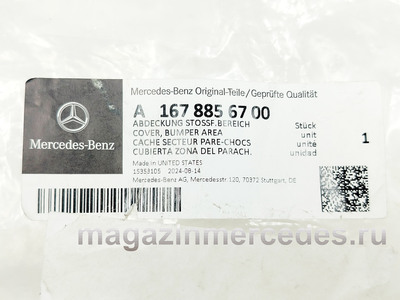 Mercedes-Benz Original-Teile/Geprüfte Qualität
A 167 885 67 00
ABDECKUNG STOSSF.BEREICH
COVER, BUMPER AREA
CACHE SECTEUR PARE-CHOCS
CUBIERTA ZONA DEL PARACH.
Stück
unit
unité
unidad
1
Mercedes-Benz
Made in UNITED STATES
15353105 2024-08-14
Mercedes-Benz AG, Mercedesstr.120, 70372 Stuttgart, DE
magazinmercedes.ru